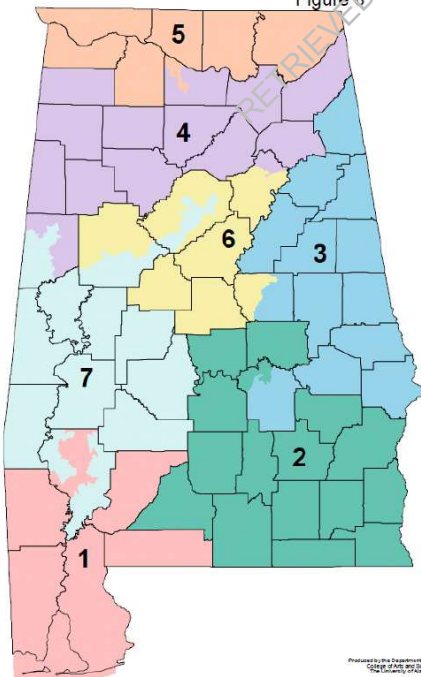 Figure
RETRIEVED
5
4
6
3
7
2
1
Produced by the Department
College of Arts and
The University of